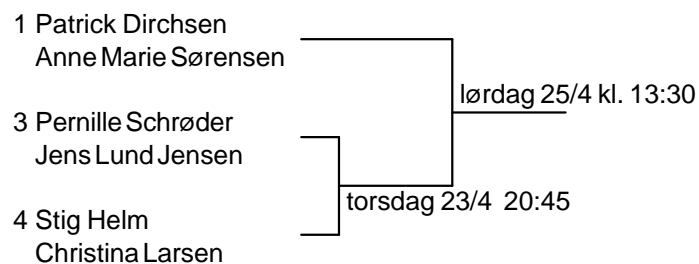 1 Patrick Dirchsen
Anne Marie Sørensen
lørdag 25/4 kl. 13:30
3 Pernille Schrøder
Jens Lund Jensen
torsdag 23/4 20:45
4 Stig Helm
Christina Larsen